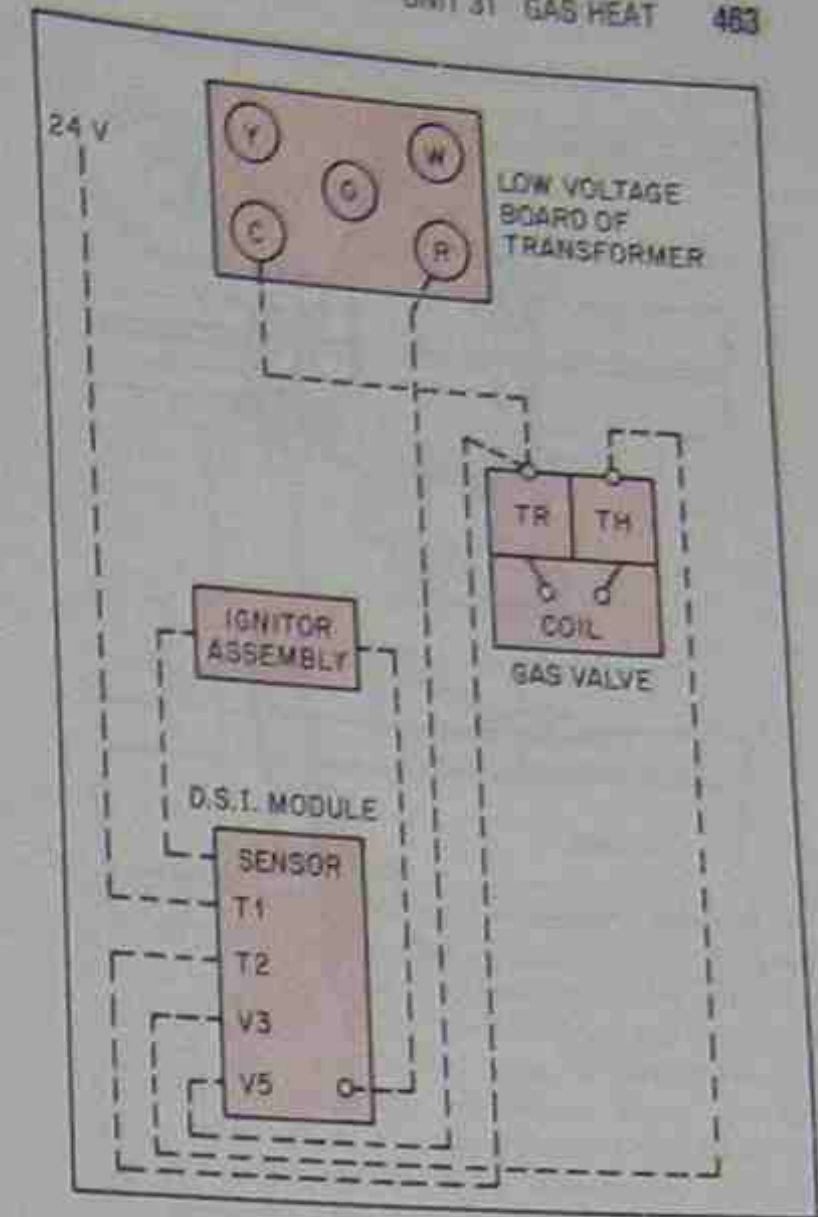 UNIT 31 GAS HEAT 463
24 V
Y
W
G
C
R
LOW VOLTAGE
BOARD OF
TRANSFORMER
TR TH
COIL
GAS VALVE
IGNITOR
ASSEMBLY
D.S.I. MODULE
SENSOR
T1
T2
V3
V5